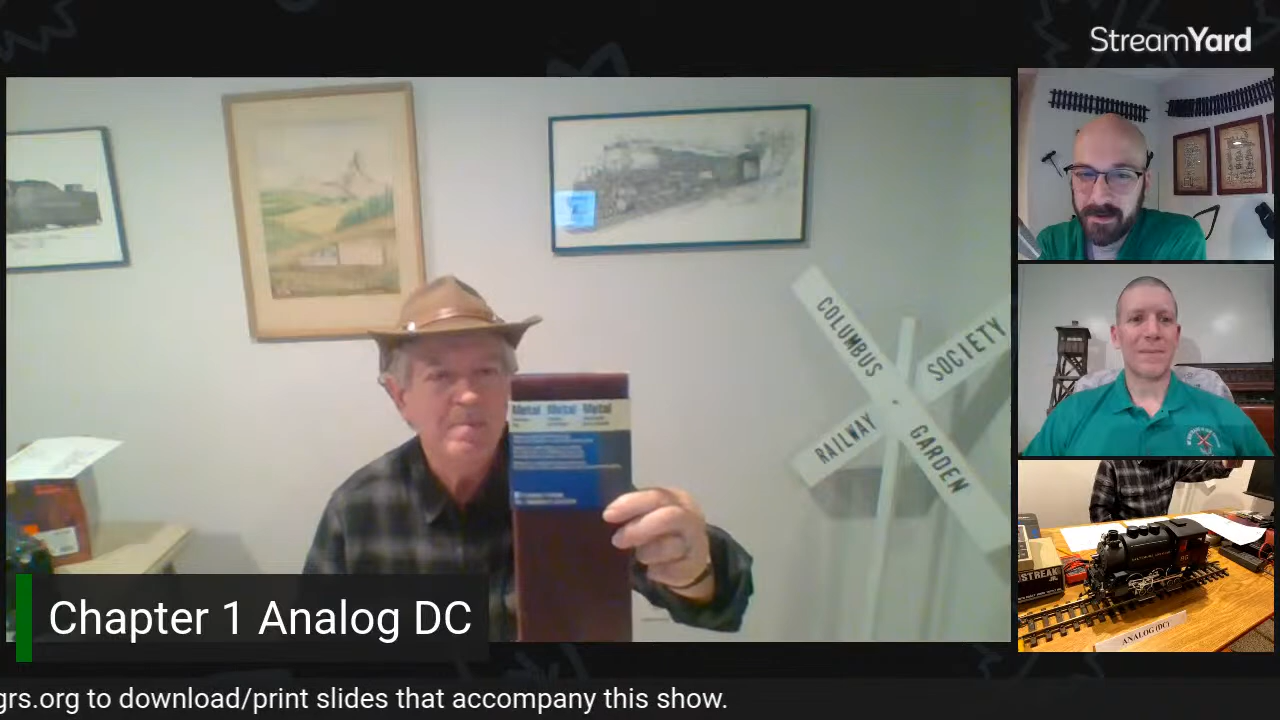 StreamYard
COLUMBUS
SOCIETY
RAILWAY
GARDEN
Metal Metal Metal
STREAK
ANALOG (DC)
Chapter 1 Analog DC
grs.org to download/print slides that accompany this show.